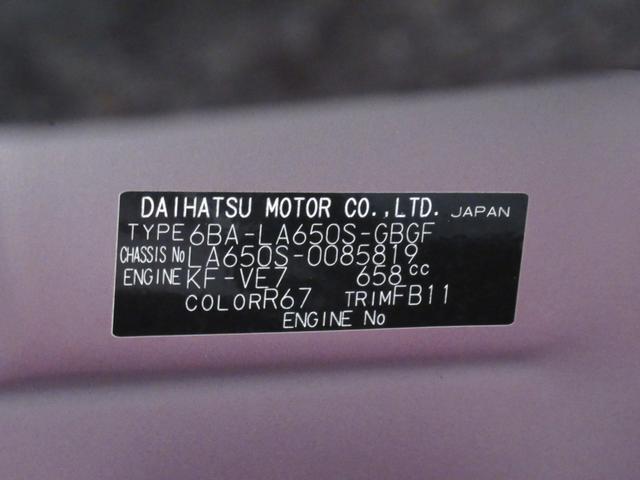 DAIHATSU MOTOR CO.,LTD. JAPAN
TYPE 6BA-LA650S-GBGF
CHASSIS No LA650S-0085819
ENGINE KF-VE7 658cc
COLOR R67 TRIM FB11
ENGINE No